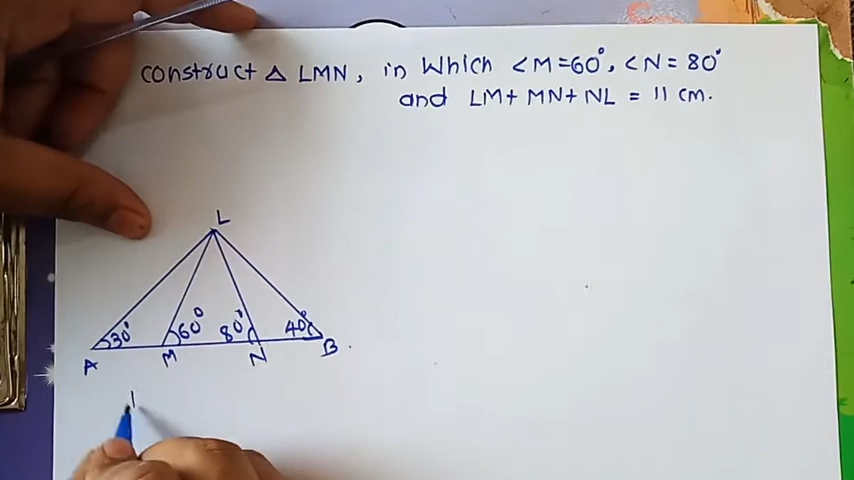 construct △ LMN, in Which <M=60°, <N = 80°
and LM+ MN+ NL = 11 cm.
L
30° 60° 80° 40°
A M N B